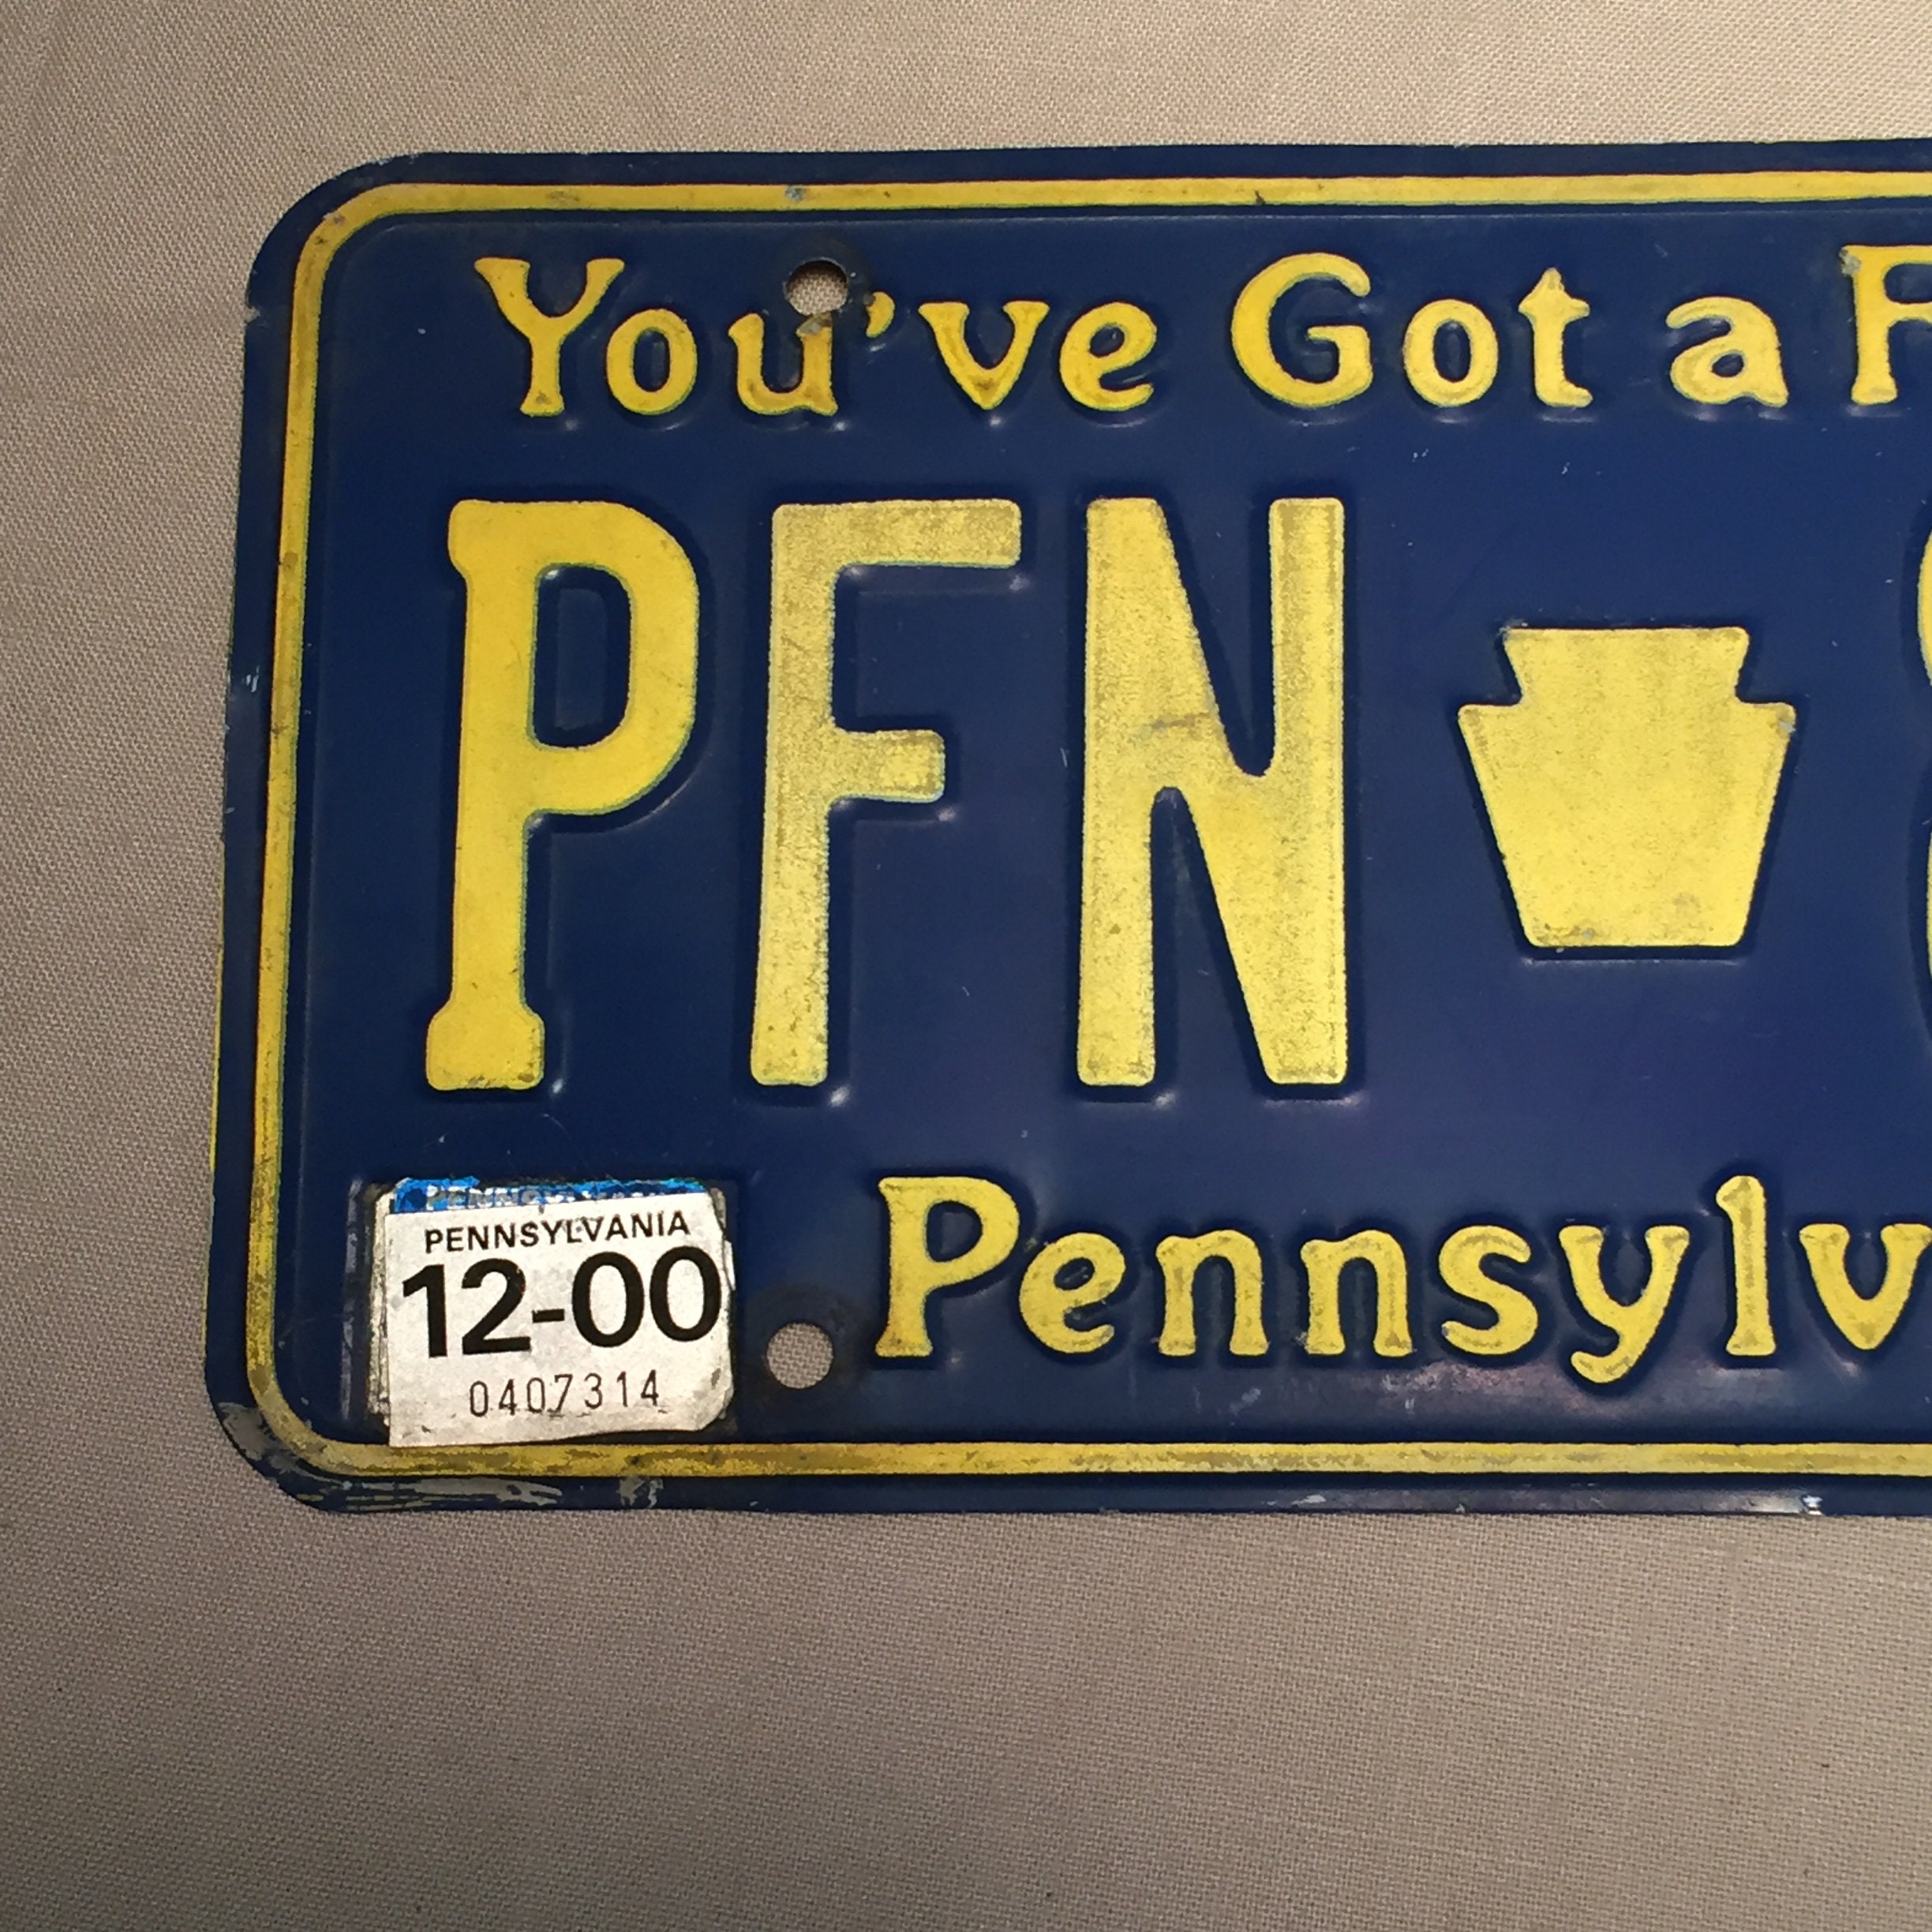 You've Got a F
PFN
PENNSYLVANIA
12-00
0407314
Pennsylv